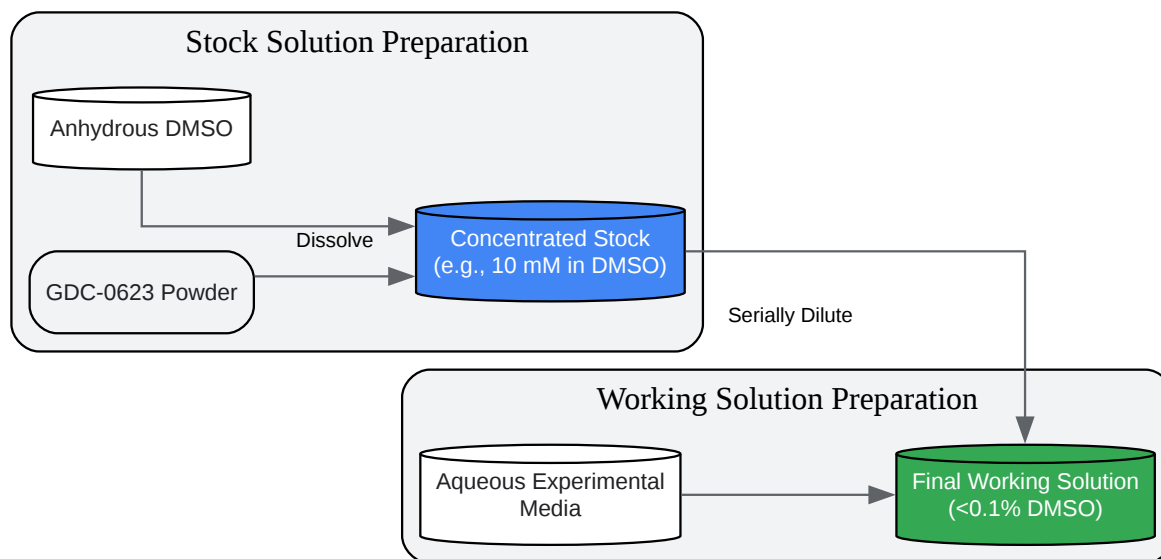 Stock Solution Preparation
Anhydrous DMSO
Dissolve
Concentrated Stock
(e.g., 10 mM in DMSO)
GDC-0623 Powder
Serially Dilute
Working Solution Preparation
Aqueous Experimental
Media
Final Working Solution
(<0.1% DMSO)